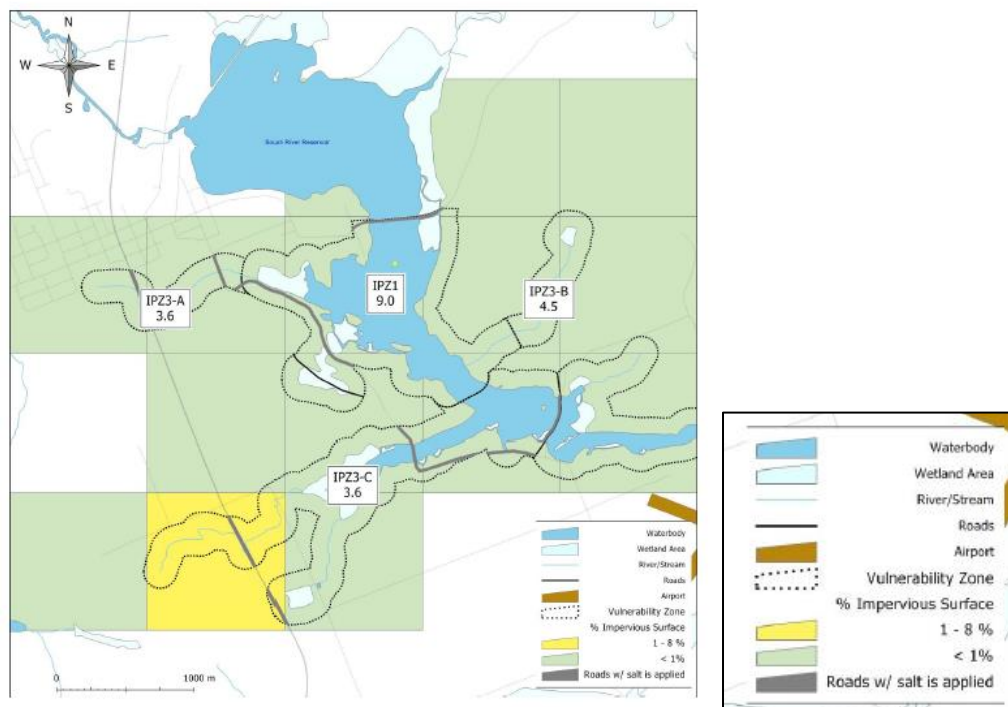 N
W E
S
South River Reservoir
IPZ1
9.0
IPZ3-B
4.5
IPZ3-A
3.6
IPZ3-C
3.6
Waterbody
Wetland Area
River/Stream
Roads
Airport
Vulnerability Zone
% Impervious Surface
1 - 8 %
< 1%
Roads w/ salt is applied
0 1000 m
Waterbody
Wetland Area
River/Stream
Roads
Airport
Vulnerability Zone
% Impervious Surface
1 - 8 %
< 1%
Roads w/ salt is applied